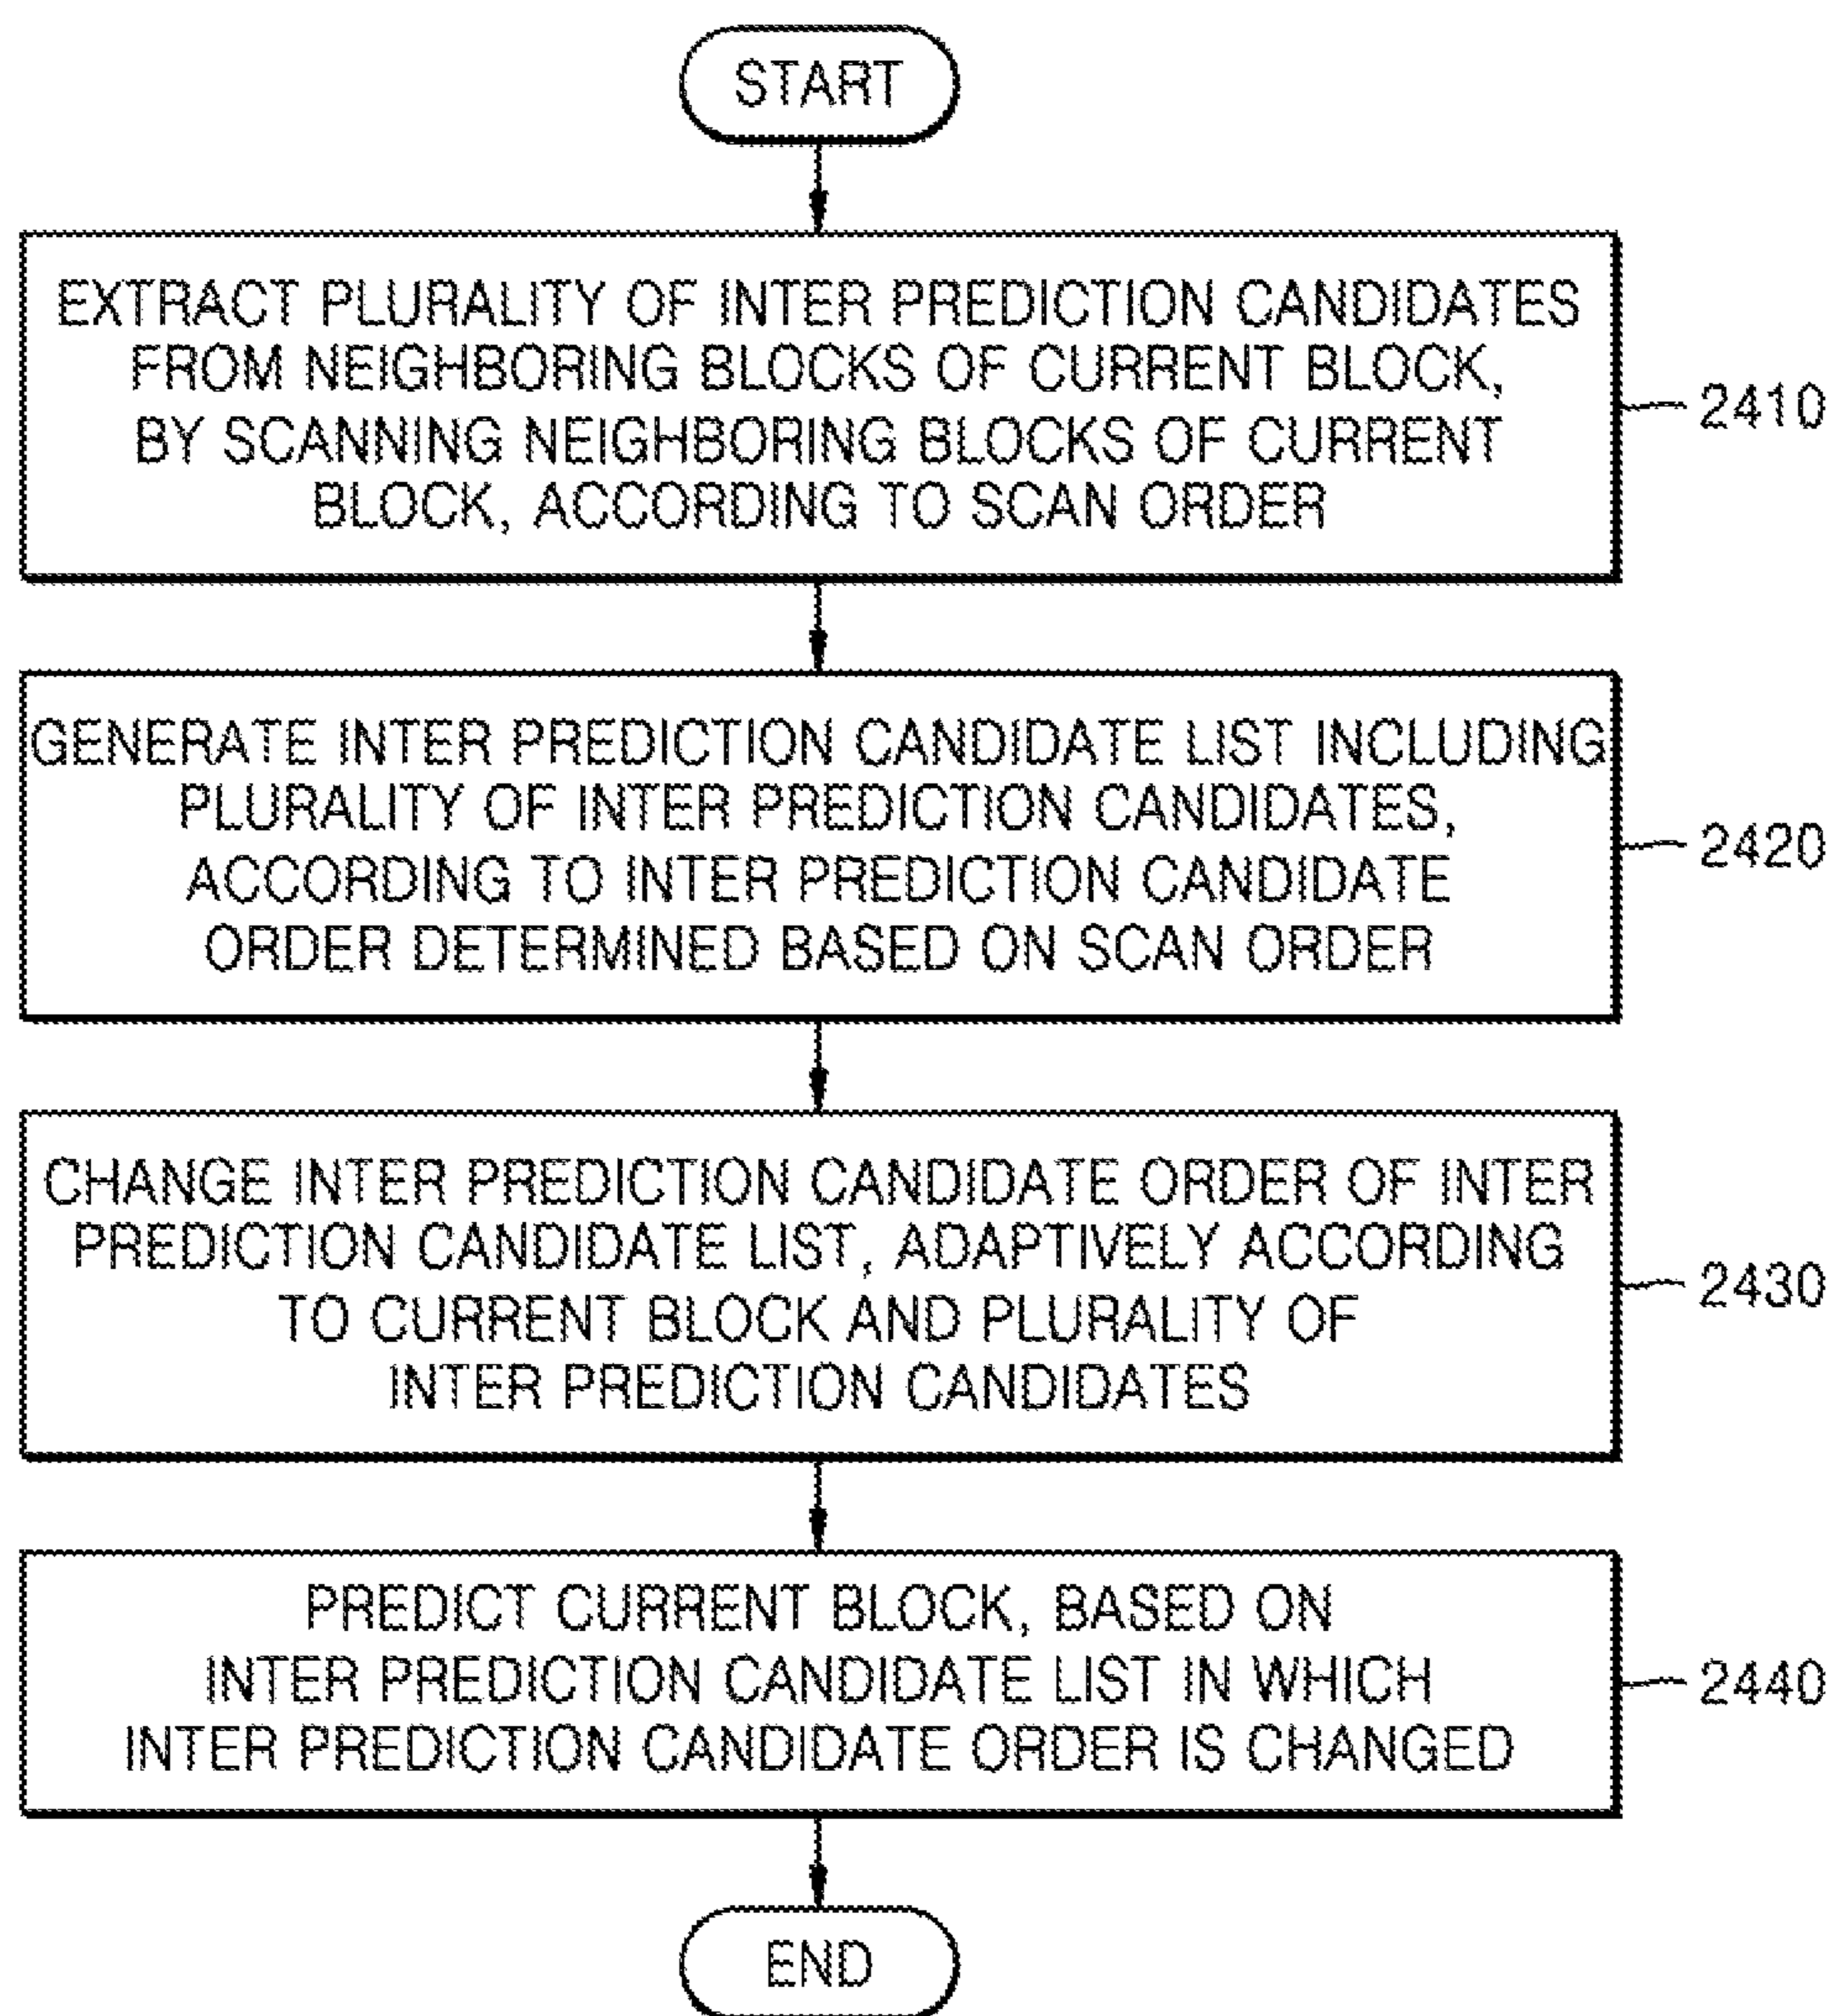 START
EXTRACT PLURALITY OF INTER PREDICTION CANDIDATES
FROM NEIGHBORING BLOCKS OF CURRENT BLOCK,
BY SCANNING NEIGHBORING BLOCKS OF CURRENT
BLOCK, ACCORDING TO SCAN ORDER
2410
GENERATE INTER PREDICTION CANDIDATE LIST INCLUDING
PLURALITY OF INTER PREDICTION CANDIDATES,
ACCORDING TO INTER PREDICTION CANDIDATE
ORDER DETERMINED BASED ON SCAN ORDER
2420
CHANGE INTER PREDICTION CANDIDATE ORDER OF INTER
PREDICTION CANDIDATE LIST, ADAPTIVELY ACCORDING
TO CURRENT BLOCK AND PLURALITY OF
INTER PREDICTION CANDIDATES
2430
PREDICT CURRENT BLOCK, BASED ON
INTER PREDICTION CANDIDATE LIST IN WHICH
INTER PREDICTION CANDIDATE ORDER IS CHANGED
2440
END